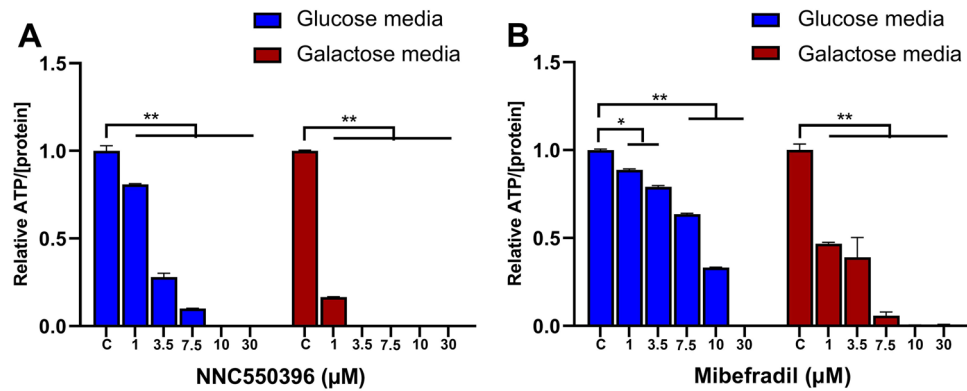 A
Glucose media
Galactose media
Relative ATP/[protein]
1.5
1.0
0.5
0.0
**
**
C 1 3.5 7.5 10 30 C 1 3.5 7.5 10 30
NNC550396 (μM)
B
Glucose media
Galactose media
Relative ATP/[protein]
1.5
1.0
0.5
0.0
**
*
**
C 1 3.5 7.5 10 30 C 1 3.5 7.5 10 30
Mibefradil (μM)